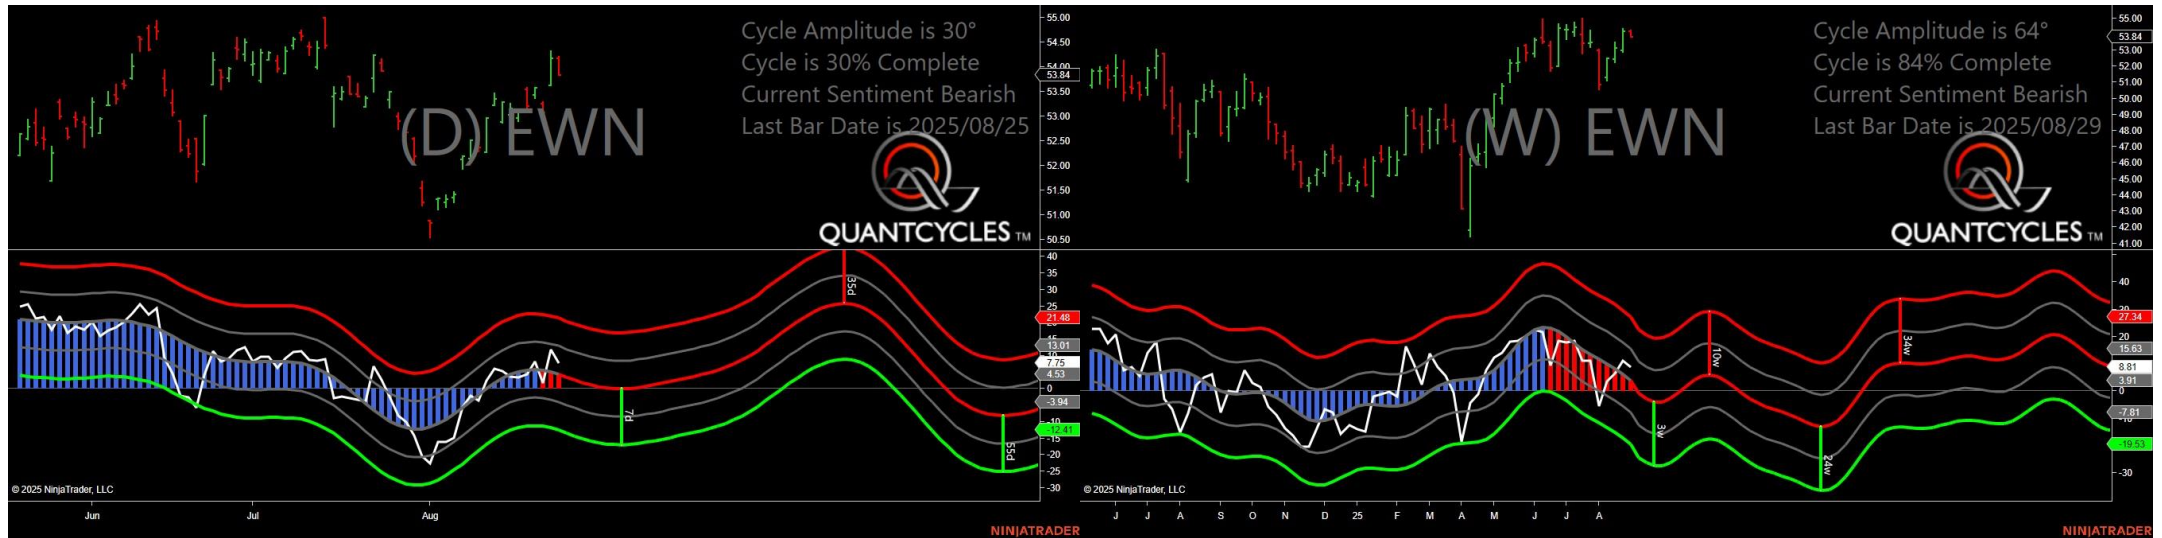 Cycle Amplitude is 30°
Cycle is 30% Complete
Current Sentiment Bearish
Last Bar Date is 2025/08/25
(D) EWN
QUANTCYCLES TM
55.00
54.50
54.00
53.84
53.50
53.00
52.50
52.00
51.50
51.00
50.50
40
35
30
25
21.48
13.01
7.75
4.53
0
-3.94
-12.41
-15
-20
-25
-30
35d
7d
55d
© 2025 NinjaTrader, LLC
Jun Jul Aug
NINJATRADER
Cycle Amplitude is 64°
Cycle is 84% Complete
Current Sentiment Bearish
Last Bar Date is 2025/08/29
(W) EWN
QUANTCYCLES TM
55.00
53.84
53.00
52.00
51.00
50.00
49.00
48.00
47.00
46.00
45.00
44.00
43.00
42.00
41.00
40
27.34
20
15.63
8.81
3.91
0
-7.81
-19.53
-30
10w
34w
3w
24w
© 2025 NinjaTrader, LLC
J J A S O N D 25 F M A M J J A
NINJATRADER